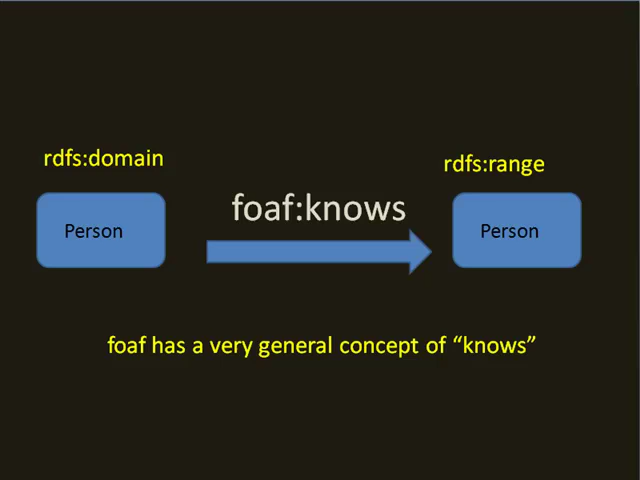 rdfs:domain
rdfs:range
foaf:knows
Person
Person
foaf has a very general concept of “knows”